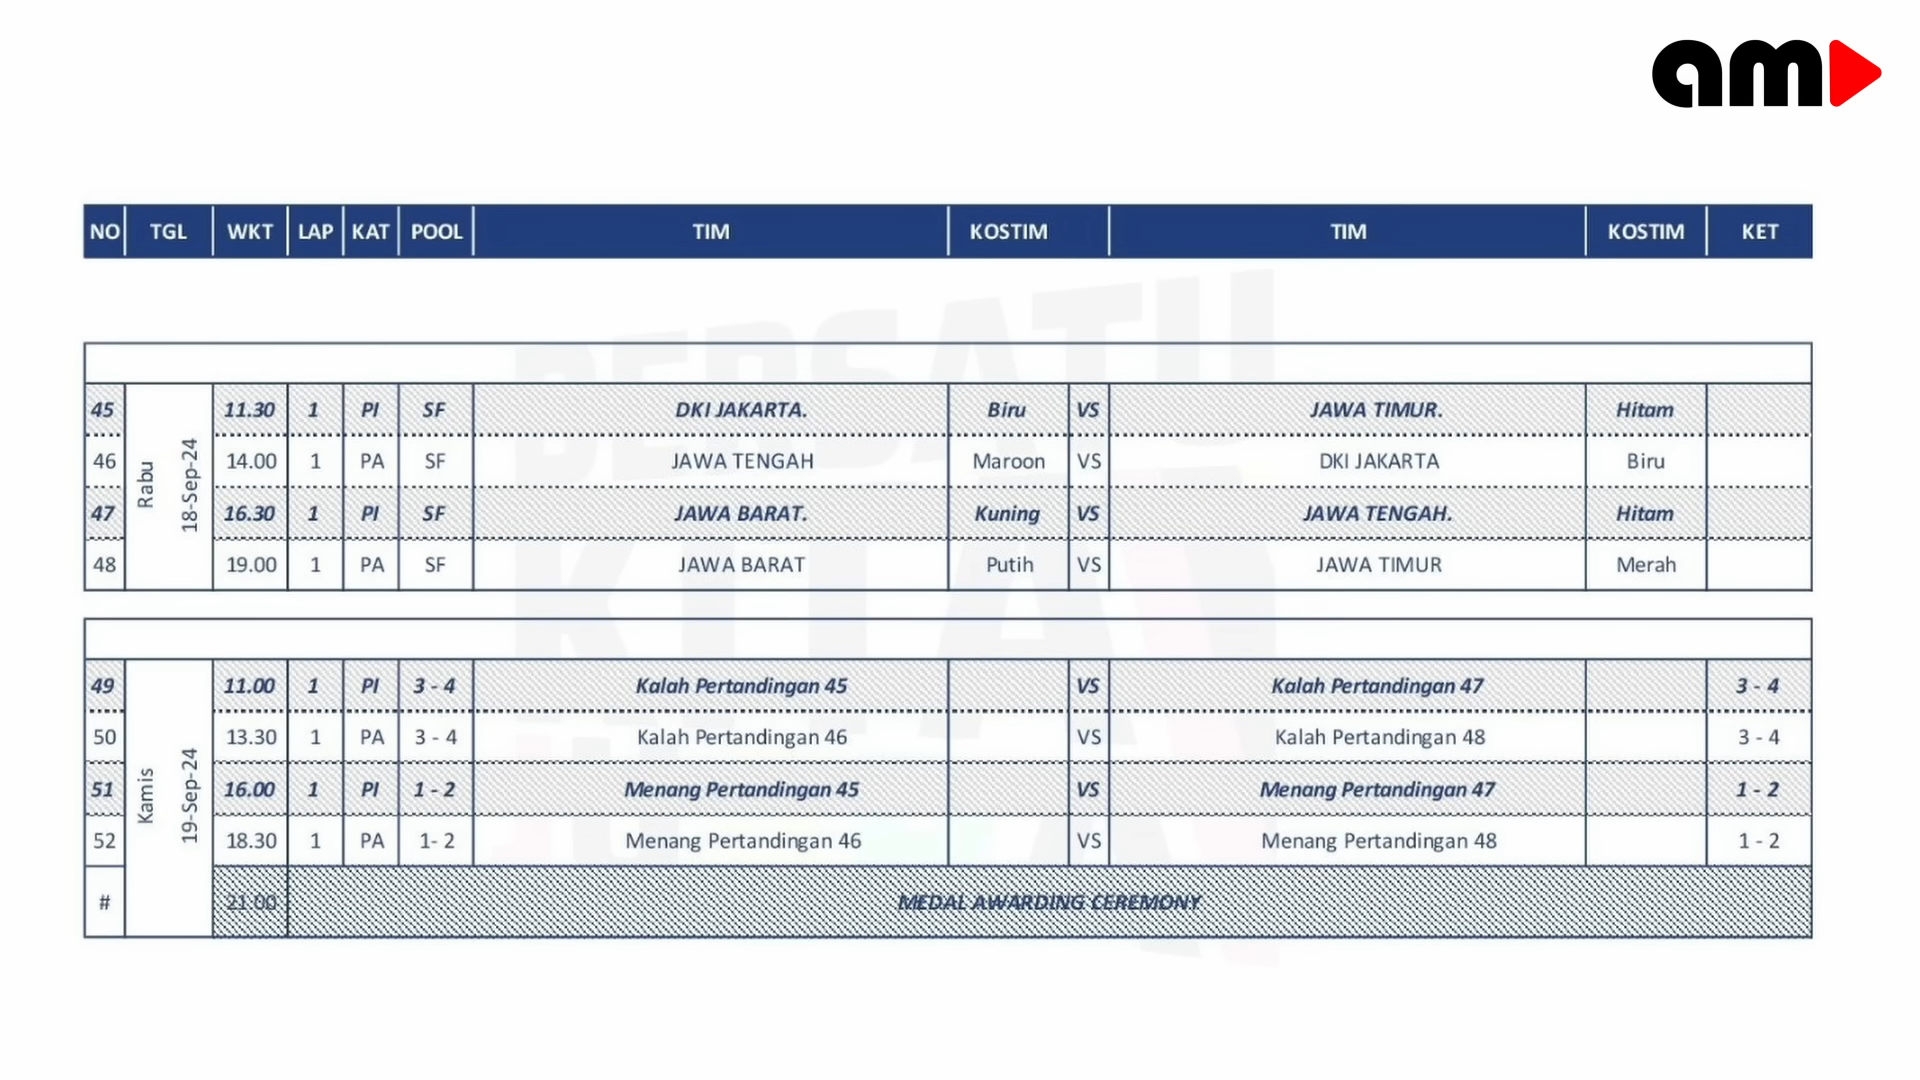 am
NO TGL WKT LAP KAT POOL TIM KOSTIM TIM KOSTIM KET
BERSATU
KITA
Rabu
18-Sep-24
45 11.30 1 PI SF DKI JAKARTA. Biru VS JAWA TIMUR. Hitam
46 14.00 1 PA SF JAWA TENGAH Maroon VS DKI JAKARTA Biru
47 16.30 1 PI SF JAWA BARAT. Kuning VS JAWA TENGAH. Hitam
48 19.00 1 PA SF JAWA BARAT Putih VS JAWA TIMUR Merah
Kamis
19-Sep-24
49 11.00 1 PI 3 - 4 Kalah Pertandingan 45 VS Kalah Pertandingan 47 3 - 4
50 13.30 1 PA 3 - 4 Kalah Pertandingan 46 VS Kalah Pertandingan 48 3 - 4
51 16.00 1 PI 1 - 2 Menang Pertandingan 45 VS Menang Pertandingan 47 1 - 2
52 18.30 1 PA 1- 2 Menang Pertandingan 46 VS Menang Pertandingan 48 1 - 2
# 21.00 MEDAL AWARDING CEREMONY